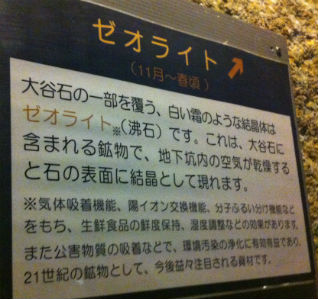 ゼオライト
（11月〜春頃）
大谷石の一部を覆う、白い霜のような結晶体は
ゼオライト※（沸石）です。これは、大谷石に
含まれる鉱物で、地下坑内の空気が乾燥する
と石の表面に結晶として現れます。
※気体吸着機能、陽イオン交換機能、分子ふるい分け機能など
をもち、生鮮食品の鮮度保持、湿度調整などの効果があります。
また公害物質の吸着などで、環境汚染の浄化に有効有益であり、
21世紀の鉱物として、今後益々注目される資材です。